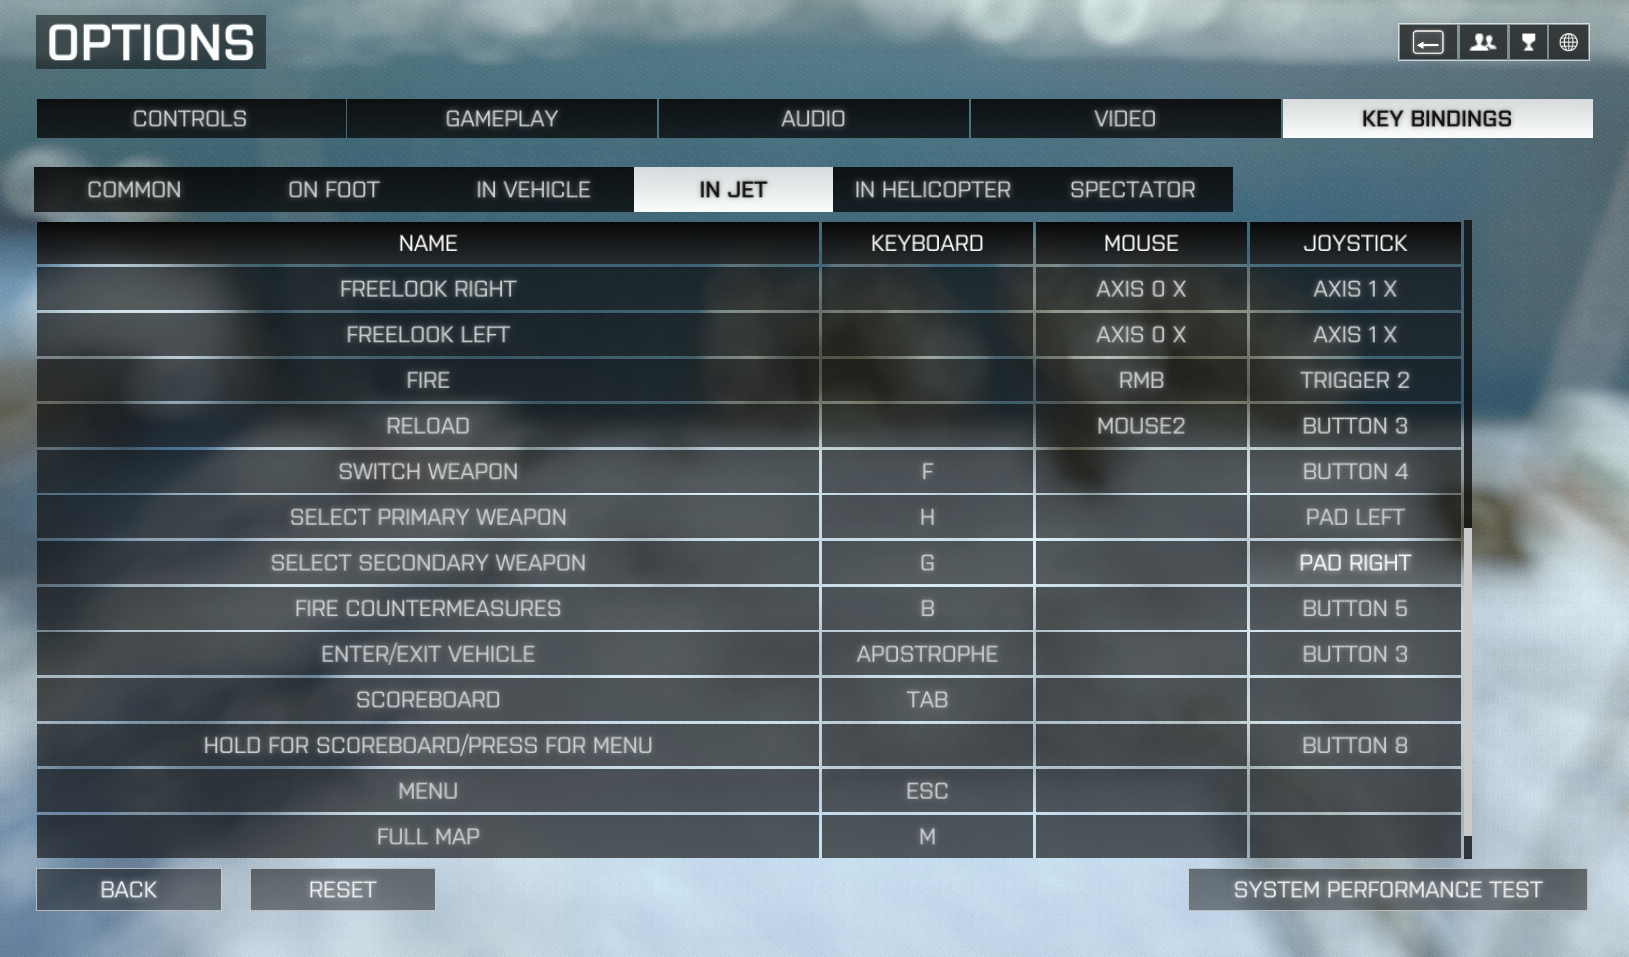 OPTIONS
CONTROLS GAMEPLAY AUDIO VIDEO KEY BINDINGS
COMMON ON FOOT IN VEHICLE IN JET IN HELICOPTER SPECTATOR
NAME KEYBOARD MOUSE JOYSTICK
FREELOOK RIGHT AXIS 0 X AXIS 1 X
FREELOOK LEFT AXIS 0 X AXIS 1 X
FIRE RMB TRIGGER 2
RELOAD MOUSE2 BUTTON 3
SWITCH WEAPON F BUTTON 4
SELECT PRIMARY WEAPON H PAD LEFT
SELECT SECONDARY WEAPON G PAD RIGHT
FIRE COUNTERMEASURES B BUTTON 5
ENTER/EXIT VEHICLE APOSTROPHE BUTTON 3
SCOREBOARD TAB
HOLD FOR SCOREBOARD/PRESS FOR MENU BUTTON 8
MENU ESC
FULL MAP M
BACK RESET SYSTEM PERFORMANCE TEST